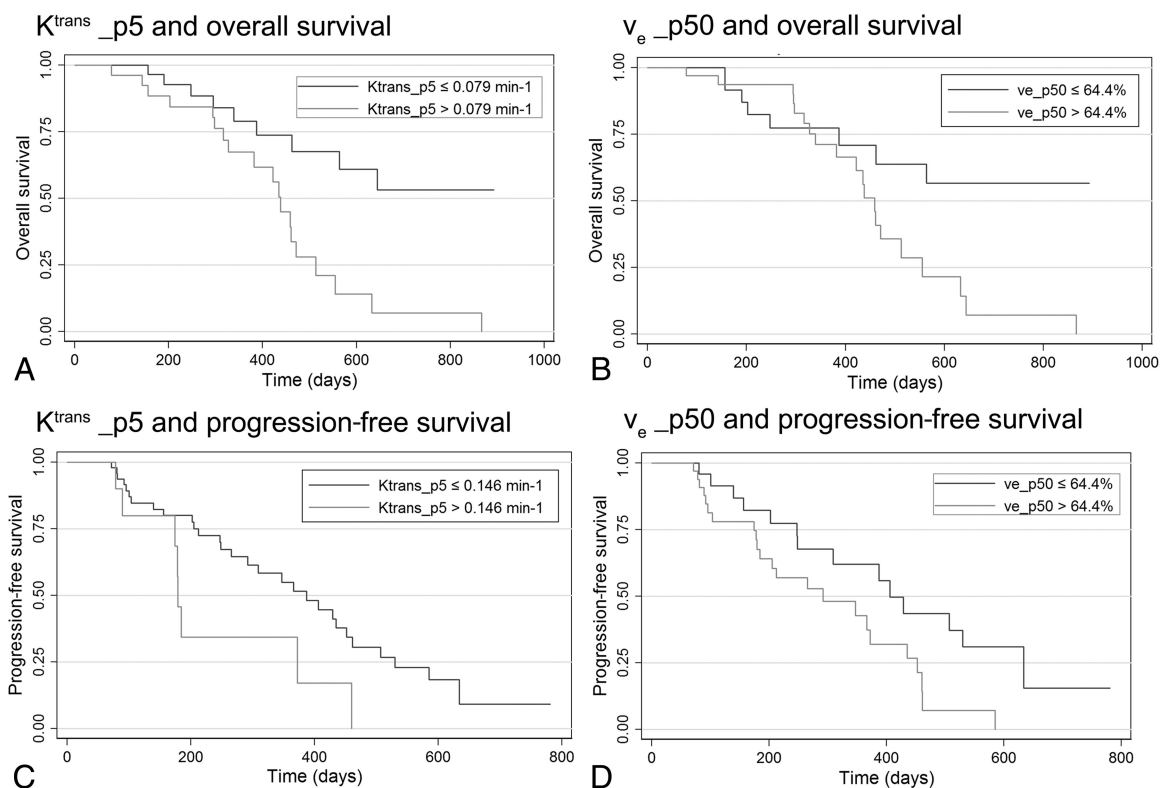 Ktrans _p5 and overall survival
Overall survival
1.00
0.75
0.50
0.25
0.00
Ktrans_p5 ≤ 0.079 min-1
Ktrans_p5 > 0.079 min-1
0 200 400 600 800 1000
Time (days)
A
ve _p50 and overall survival
Overall survival
1.00
0.75
0.50
0.25
0.00
ve_p50 ≤ 64.4%
ve_p50 > 64.4%
0 200 400 600 800 1000
Time (days)
B
Ktrans _p5 and progression-free survival
Progression-free survival
1.00
0.75
0.50
0.25
0.00
Ktrans_p5 ≤ 0.146 min-1
Ktrans_p5 > 0.146 min-1
0 200 400 600 800
Time (days)
C
ve _p50 and progression-free survival
Progression-free survival
1.00
0.75
0.50
0.25
0.00
ve_p50 ≤ 64.4%
ve_p50 > 64.4%
0 200 400 600 800
Time (days)
D